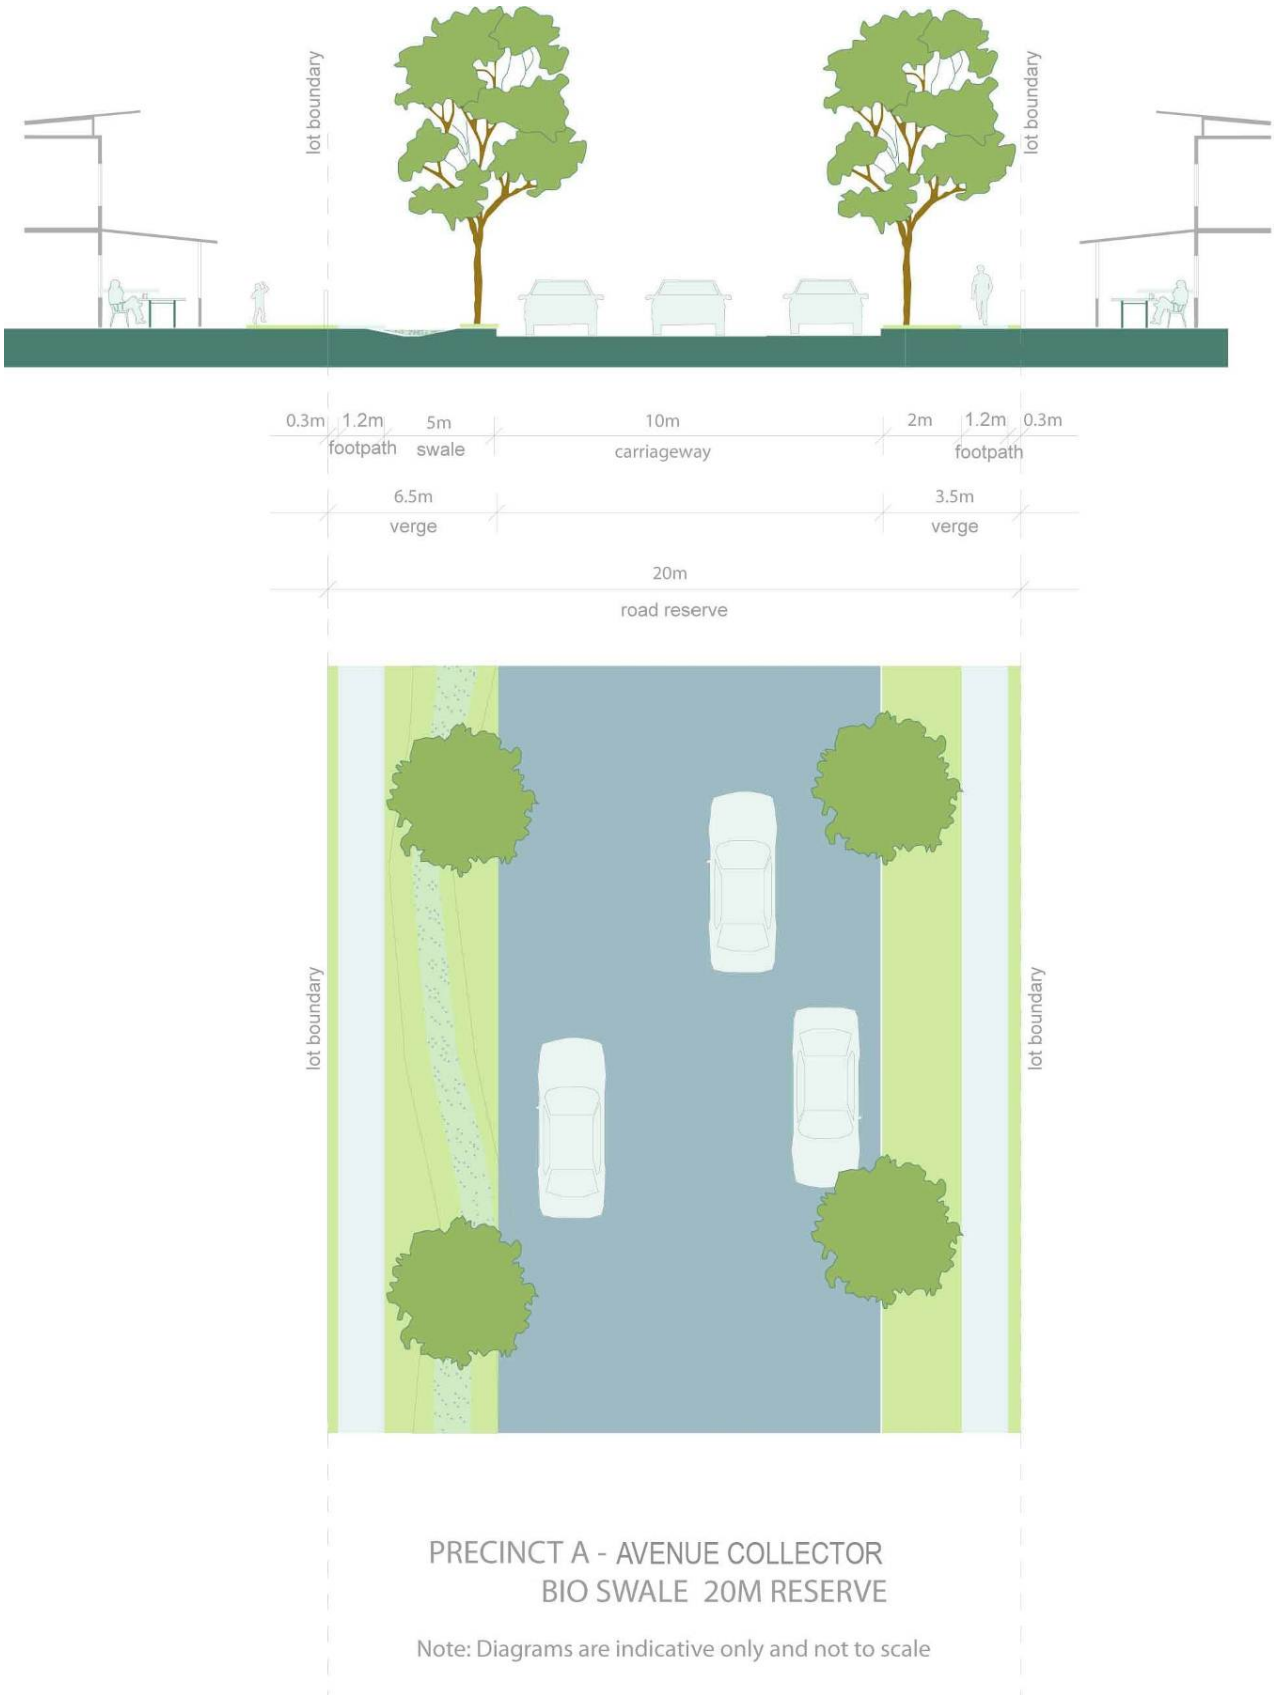 lot boundary
lot boundary
0.3m 1.2m 5m 10m 2m 1.2m 0.3m
footpath swale carriageway footpath
6.5m 3.5m
verge verge
20m
road reserve
lot boundary
lot boundary
PRECINCT A - AVENUE COLLECTOR
BIO SWALE 20M RESERVE
Note: Diagrams are indicative only and not to scale